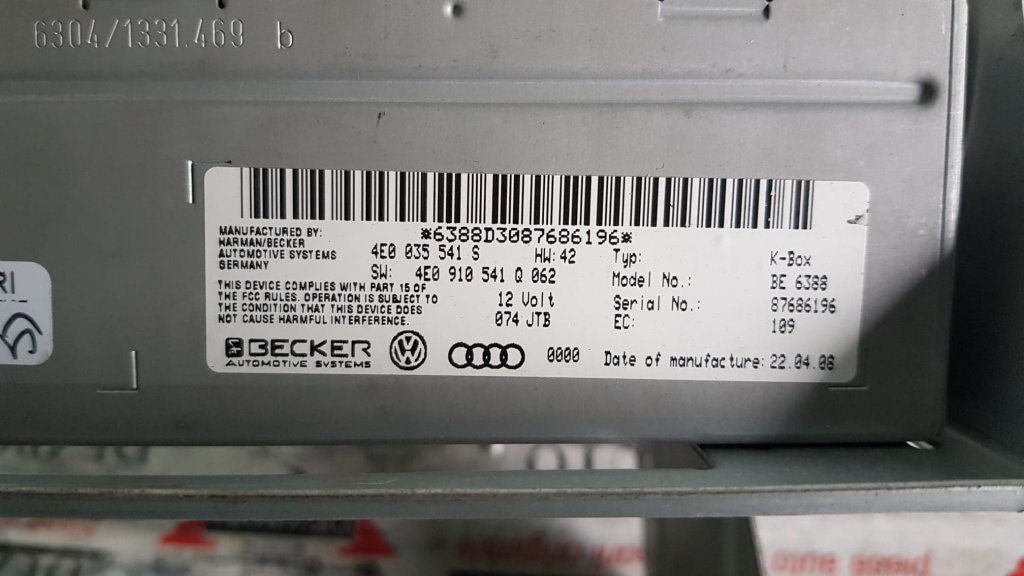 6304/1331.469 b
RI
*6388D3087686196*
MANUFACTURED BY:
HARMAN/BECKER
AUTOMOTIVE SYSTEMS
GERMANY
4E0 035 541 S HW: 42
SW: 4E0 910 541 Q 062
THIS DEVICE COMPLIES WITH PART 15 OF
THE FCC RULES. OPERATION IS SUBJECT TO
THE CONDITION THAT THIS DEVICE DOES
NOT CAUSE HARMFUL INTERFERENCE.
12 Volt
074 JTB
Typ: K-Box
Model No.: BE 6388
Serial No.: 87686196
EC: 109
BECKER
AUTOMOTIVE SYSTEMS
0000
Date of manufacture: 22.04.08
piese auto